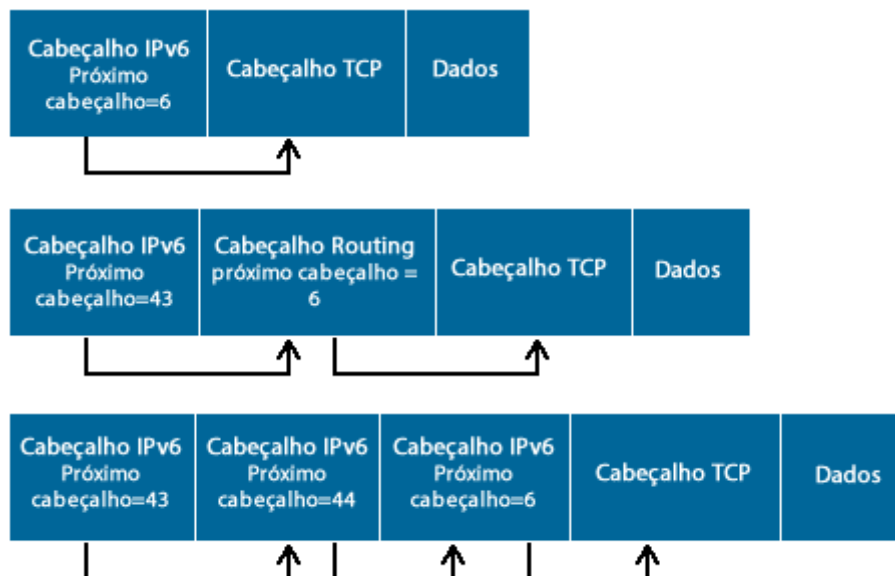 Cabeçalho IPv6
Próximo
cabeçalho=6
Cabeçalho TCP
Dados
Cabeçalho IPv6
Próximo
cabeçalho=43
Cabeçalho Routing
próximo cabeçalho =
6
Cabeçalho TCP
Dados
Cabeçalho IPv6
Próximo
cabeçalho=43
Cabeçalho IPv6
Próximo
cabeçalho=44
Cabeçalho IPv6
Próximo
cabeçalho=6
Cabeçalho TCP
Dados